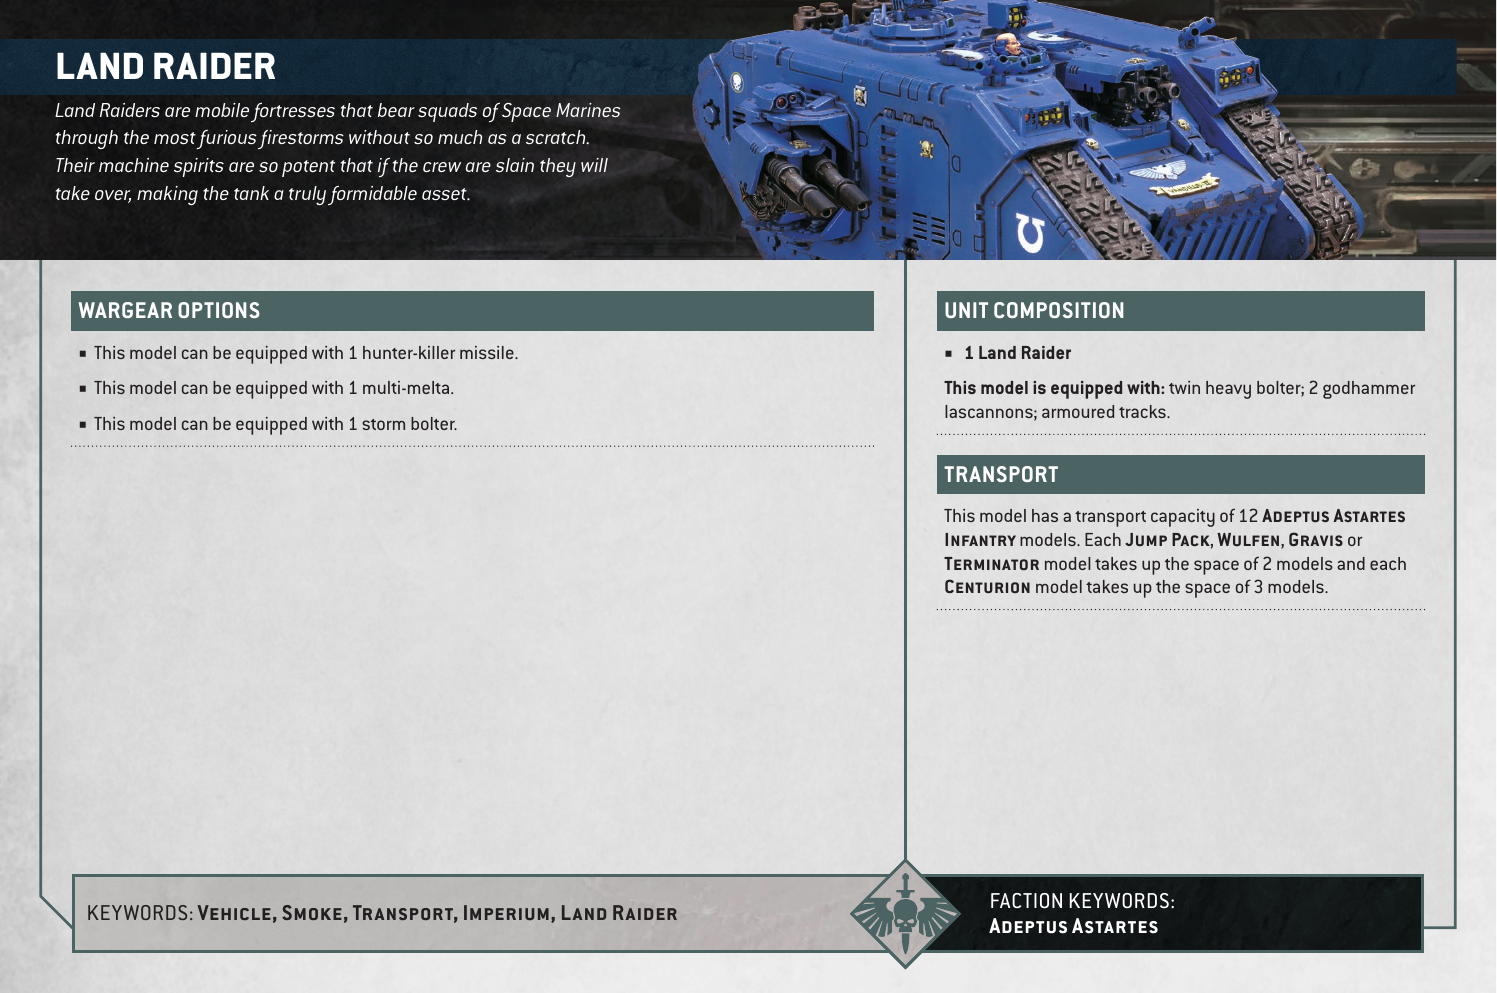 LAND RAIDER
Land Raiders are mobile fortresses that bear squads of Space Marines
through the most furious firestorms without so much as a scratch.
Their machine spirits are so potent that if the crew are slain they will
take over, making the tank a truly formidable asset.
WARGEAR OPTIONS
▪ This model can be equipped with 1 hunter-killer missile.
▪ This model can be equipped with 1 multi-melta.
▪ This model can be equipped with 1 storm bolter.
UNIT COMPOSITION
▪ 1 Land Raider
This model is equipped with: twin heavy bolter; 2 godhammer
lascannons; armoured tracks.
TRANSPORT
This model has a transport capacity of 12 ADEPTUS ASTARTES
INFANTRY models. Each JUMP PACK, WULFEN, GRAVIS or
TERMINATOR model takes up the space of 2 models and each
CENTURION model takes up the space of 3 models.
KEYWORDS: VEHICLE, SMOKE, TRANSPORT, IMPERIUM, LAND RAIDER
FACTION KEYWORDS:
ADEPTUS ASTARTES